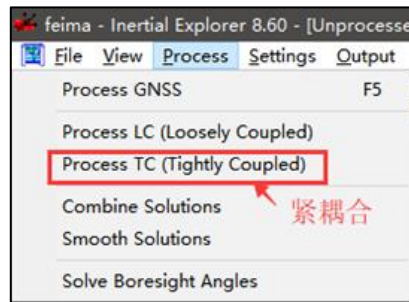 feima - Inertial Explorer 8.60 - [Unprocesse
File View Process Settings Output
Process GNSS F5
Process LC (Loosely Coupled)
Process TC (Tightly Coupled)
紧耦合
Combine Solutions
Smooth Solutions
Solve Boresight Angles